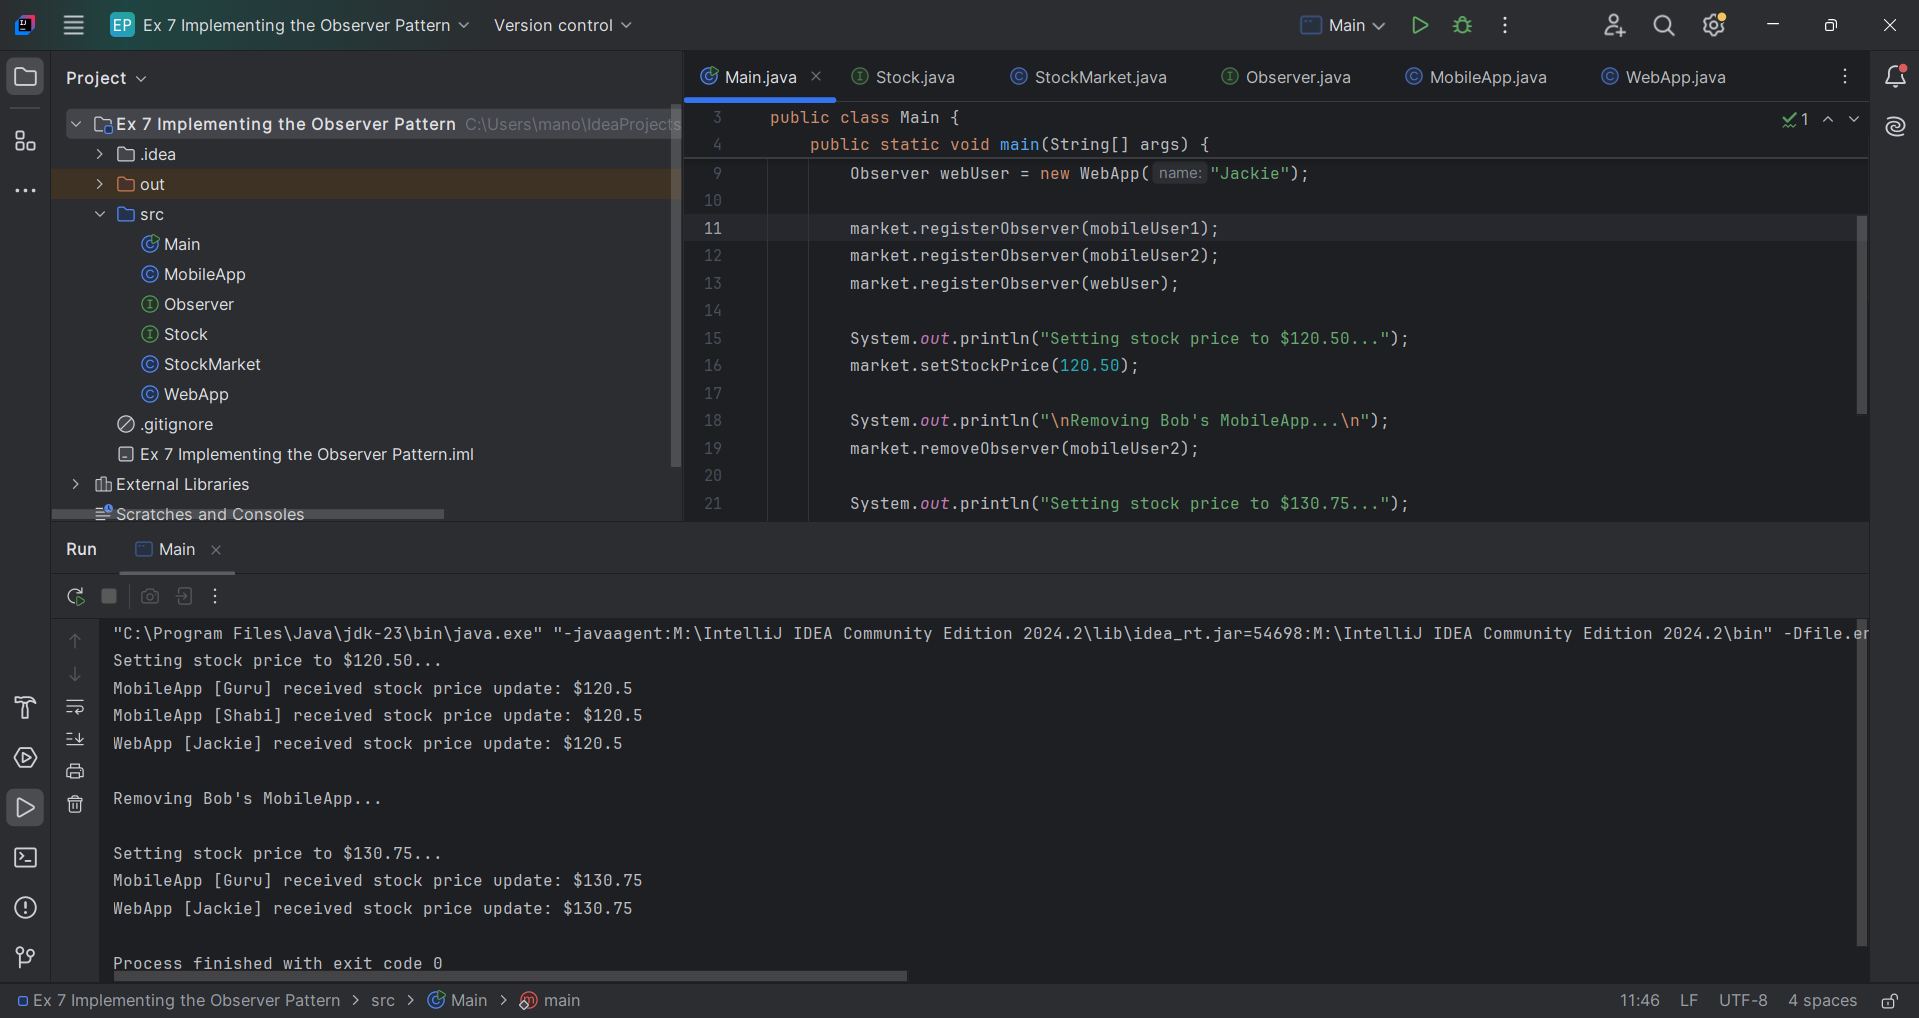 EP Ex 7 Implementing the Observer Pattern Version control Main
Project
Ex 7 Implementing the Observer Pattern C:\Users\mano\IdeaProjects
.idea
out
src
Main
MobileApp
Observer
Stock
StockMarket
WebApp
.gitignore
Ex 7 Implementing the Observer Pattern.iml
External Libraries
Scratches and Consoles
Main.java Stock.java StockMarket.java Observer.java MobileApp.java WebApp.java
1
3 public class Main {
4 public static void main(String[] args) {
9 Observer webUser = new WebApp( name: "Jackie");
10
11 market.registerObserver(mobileUser1);
12 market.registerObserver(mobileUser2);
13 market.registerObserver(webUser);
14
15 System.out.println("Setting stock price to $120.50...");
16 market.setStockPrice(120.50);
17
18 System.out.println("\nRemoving Bob's MobileApp...\n");
19 market.removeObserver(mobileUser2);
20
21 System.out.println("Setting stock price to $130.75...");
Run Main
"C:\Program Files\Java\jdk-23\bin\java.exe" "-javaagent:M:\IntelliJ IDEA Community Edition 2024.2\lib\idea_rt.jar=54698:M:\IntelliJ IDEA Community Edition 2024.2\bin" -Dfile.en
Setting stock price to $120.50...
MobileApp [Guru] received stock price update: $120.5
MobileApp [Shabi] received stock price update: $120.5
WebApp [Jackie] received stock price update: $120.5
Removing Bob's MobileApp...
Setting stock price to $130.75...
MobileApp [Guru] received stock price update: $130.75
WebApp [Jackie] received stock price update: $130.75
Process finished with exit code 0
Ex 7 Implementing the Observer Pattern > src > Main > main 11:46 LF UTF-8 4 spaces